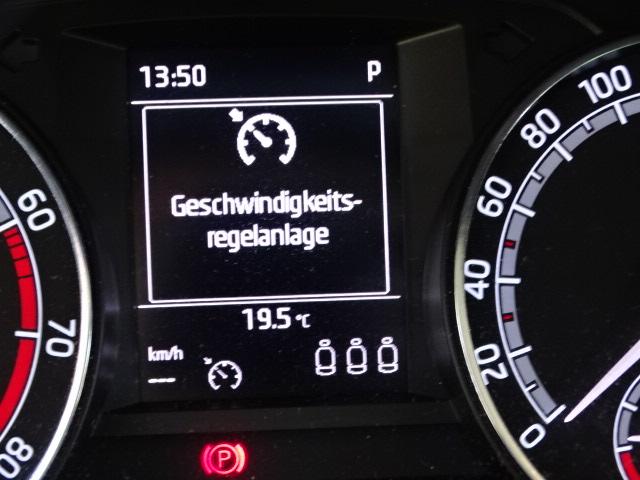 13:50 P
Geschwindigkeits-
regelanlage
19.5 °C
km/h
---
P
60
70
80
100
80
60
40
20
0